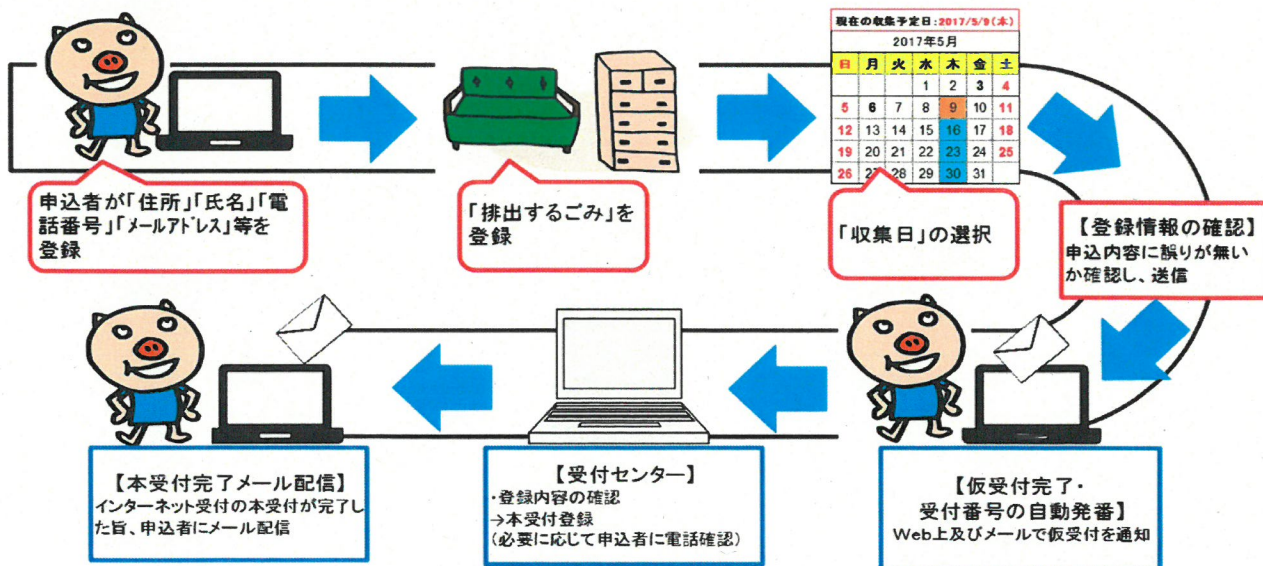 現在の収集予定日:2017/5/9(木)
2017年5月
日 月 火 水 木 金 土
1 2 3 4
5 6 7 8 9 10 11
12 13 14 15 16 17 18
19 20 21 22 23 24 25
26 27 28 29 30 31
申込者が「住所」「氏名」「電
話番号」「メールアドレス」等を
登録
「排出するごみ」を
登録
「収集日」の選択
【登録情報の確認】
申込内容に誤りが無い
か確認し、送信
【仮受付完了・
受付番号の自動発番】
Web上及びメールで仮受付を通知
【受付センター】
・登録内容の確認
→本受付登録
(必要に応じて申込者に電話確認)
【本受付完了メール配信】
インターネット受付の本受付が完了し
た旨、申込者にメール配信